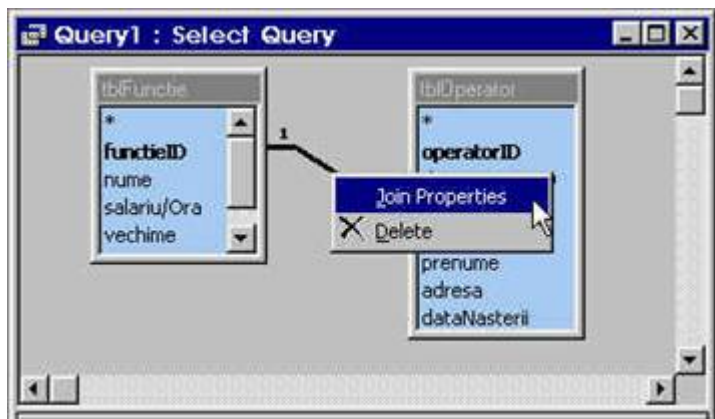 Query1 : Select Query
tblFunctie
*
functieID
nume
salariu/Ora
vechime
1
tblOperator
*
operatorID
Join Properties
Delete
prenume
adresa
dataNasterii